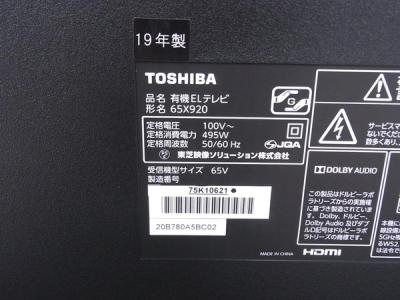 19年製
TOSHIBA
品名 有機ELテレビ
形名 65X920
定格電圧: 100V～
定格消費電力: 495W
定格周波数: 50/60 Hz
JQA
東芝映像ソリューション株式会社
受信機型サイズ: 65V
製造番号
75K10621
20B780A5BC02
サービスマ
DOLBY AUDIO
この製品はドルビーラボ
ラトリーズからの実施権に
基づき製造されています。
Dolby、ドルビー、
Dolby Audio 及びダブル
D記号はドルビーラボラ
トリーズの商標です。
MADE IN CHINA
HDMI